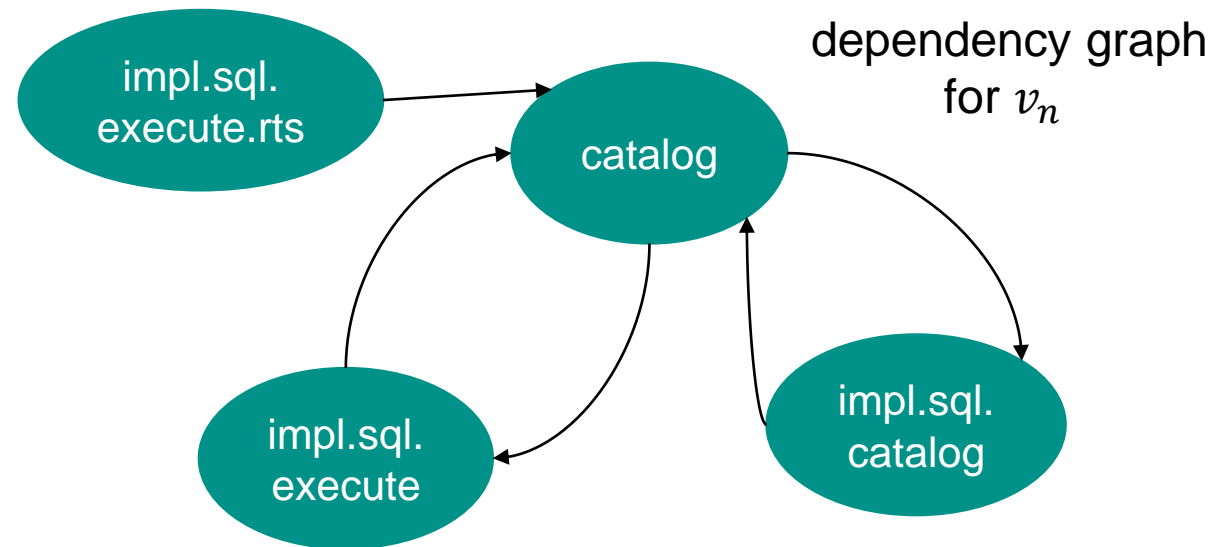 impl.sql.
execute.rts
catalog
dependency graph
for 𝑣𝑛
impl.sql.
execute
impl.sql.
catalog